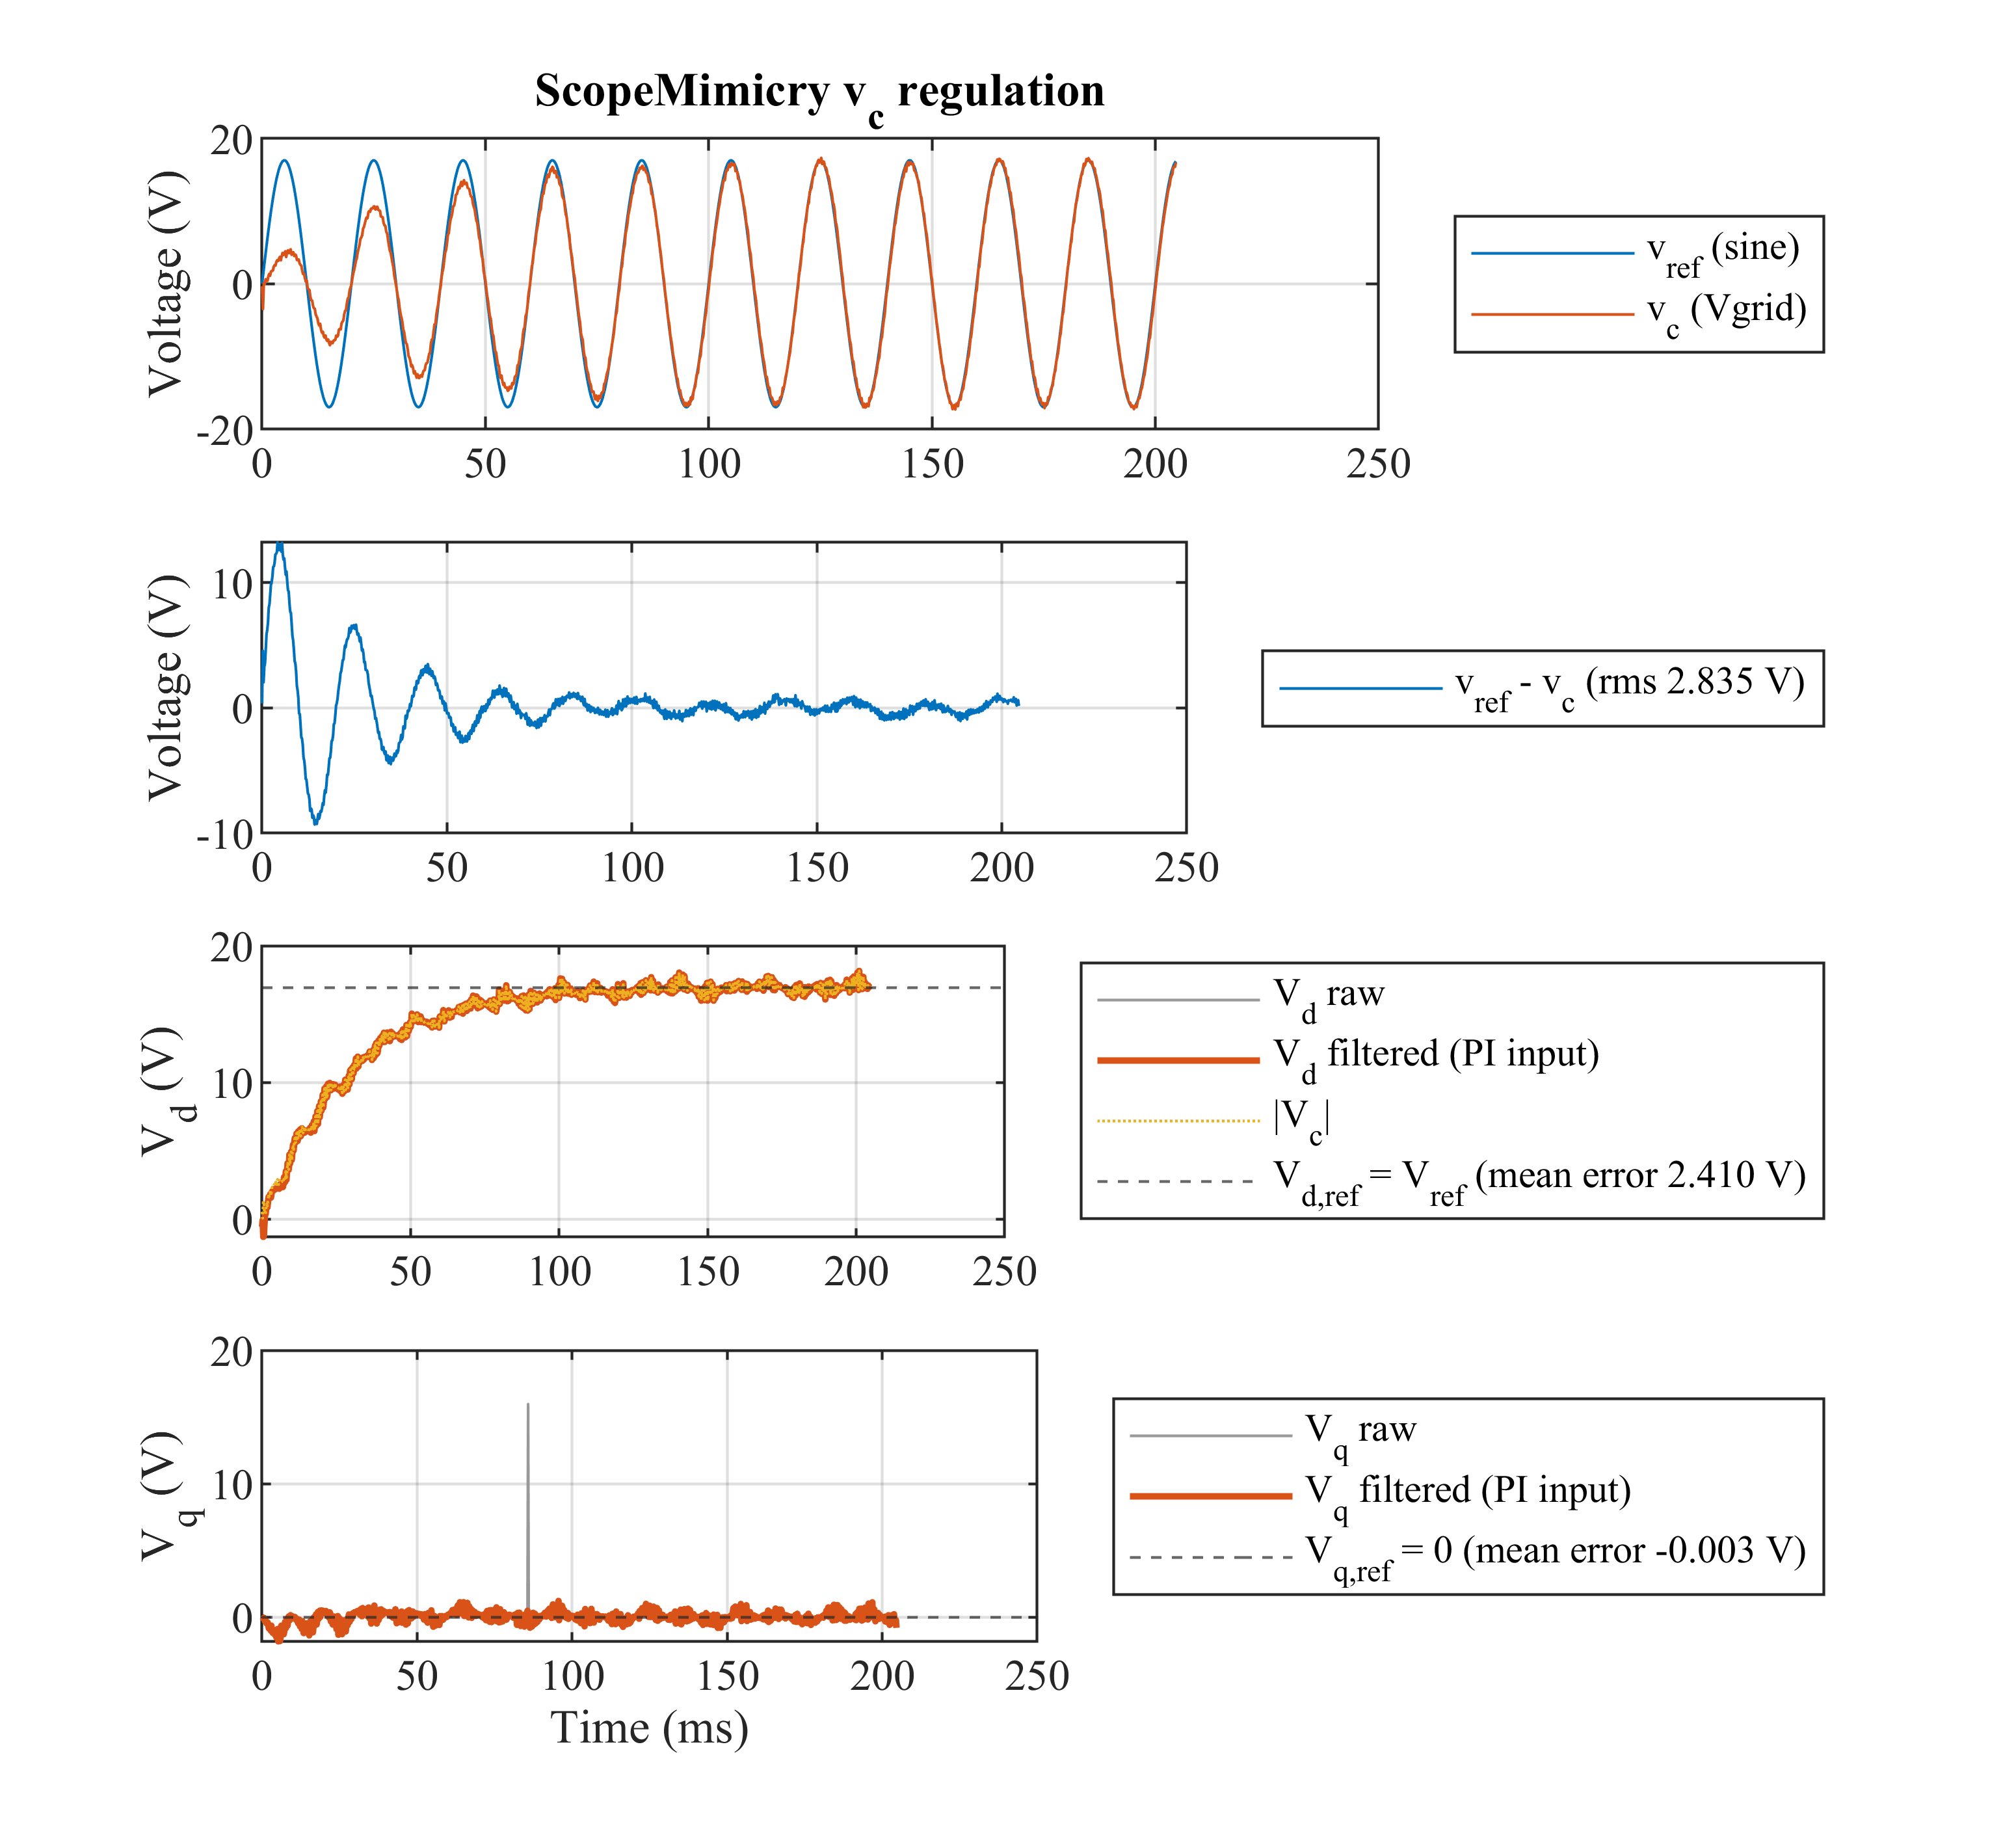 ScopeMimicry v_c regulation
Voltage (V)
20
0
-20
0 50 100 150 200 250
v_ref (sine)
v_c (Vgrid)
Voltage (V)
10
0
-10
0 50 100 150 200 250
v_ref - v_c (rms 2.835 V)
V_d (V)
20
10
0
0 50 100 150 200 250
V_d raw
V_d filtered (PI input)
|V_c|
V_d,ref = V_ref (mean error 2.410 V)
V_q (V)
20
10
0
0 50 100 150 200 250
Time (ms)
V_q raw
V_q filtered (PI input)
V_q,ref = 0 (mean error -0.003 V)